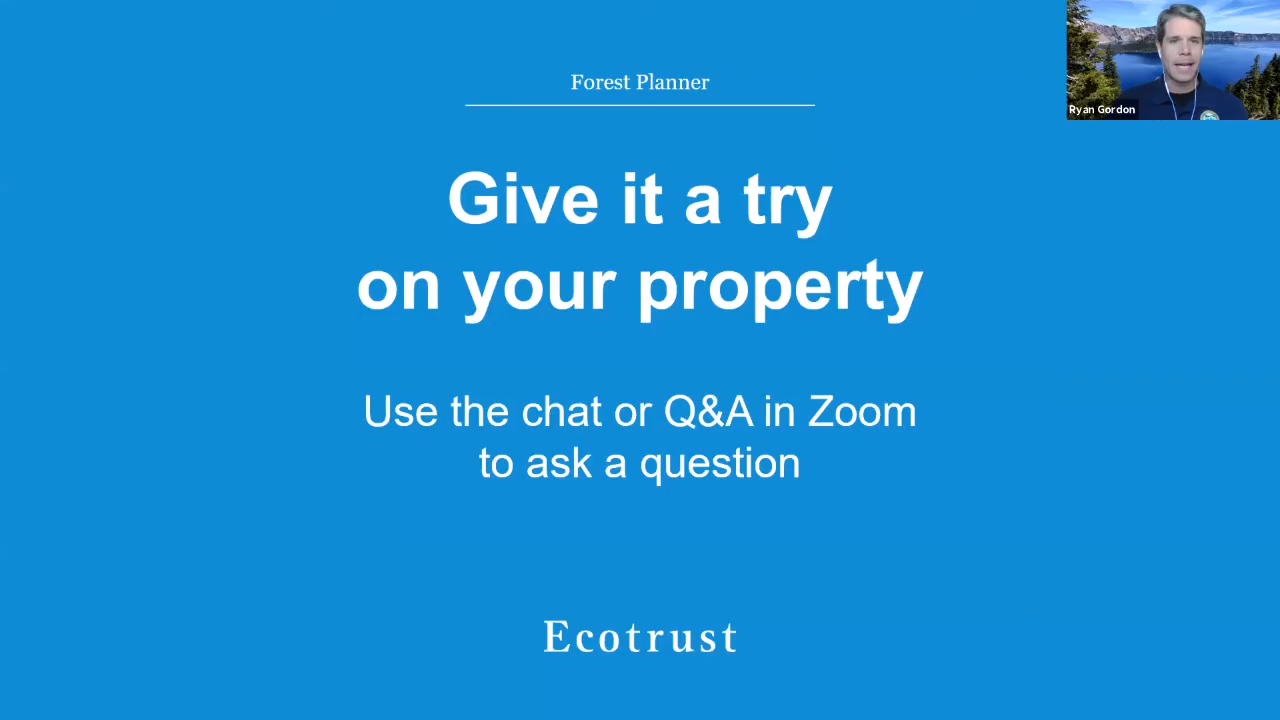 Forest Planner
Ryan Gordon
Give it a try
on your property
Use the chat or Q&A in Zoom
to ask a question
Ecotrust